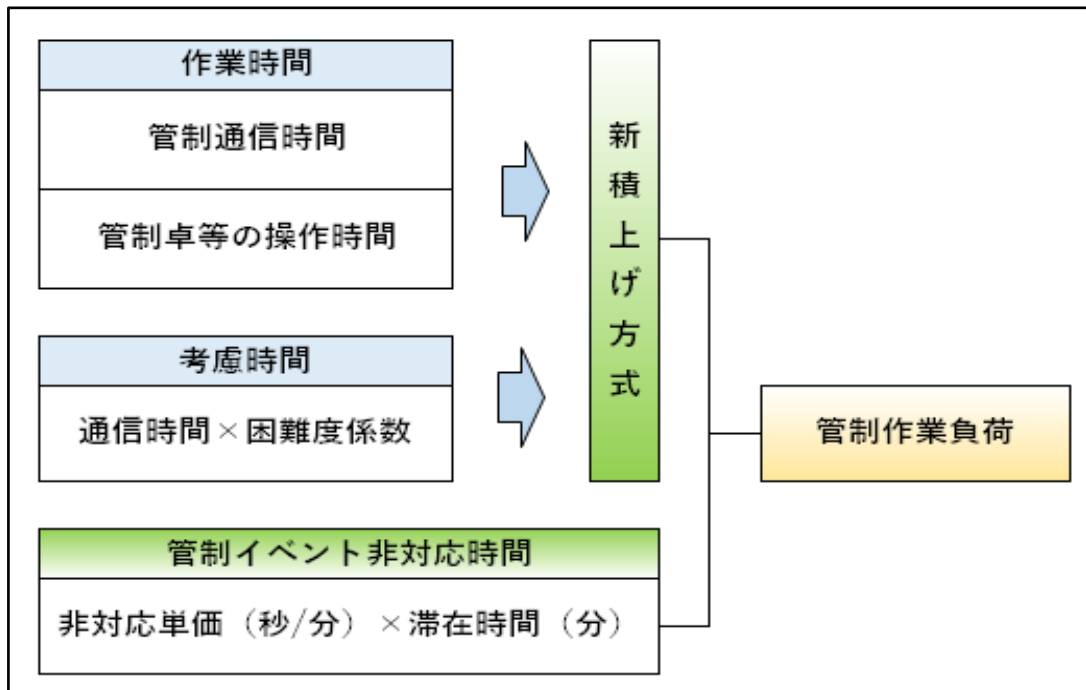 作業時間
管制通信時間
管制卓等の操作時間
考慮時間
通信時間×困難度係数
新積上げ方式
管制イベント非対応時間
非対応単価（秒/分）×滞在時間（分）
管制作業負荷